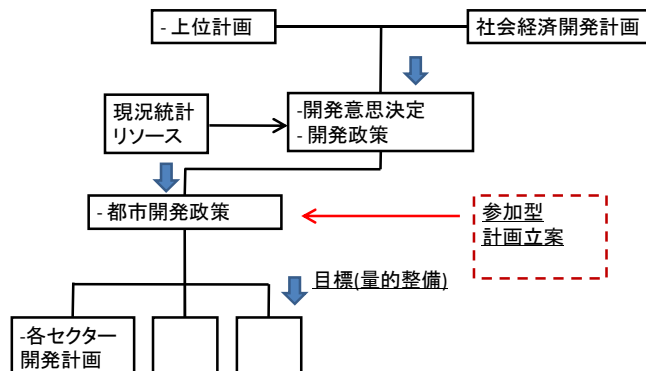 - 上位計画
社会経済開発計画
現況統計
リソース
-開発意思決定
- 開発政策
- 都市開発政策
参加型
計画立案
目標(量的整備)
-各セクター
開発計画